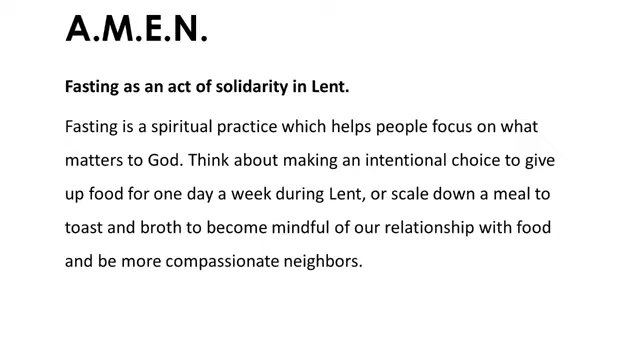 A.M.E.N.
Fasting as an act of solidarity in Lent.
Fasting is a spiritual practice which helps people focus on what
matters to God. Think about making an intentional choice to give
up food for one day a week during Lent, or scale down a meal to
toast and broth to become mindful of our relationship with food
and be more compassionate neighbors.